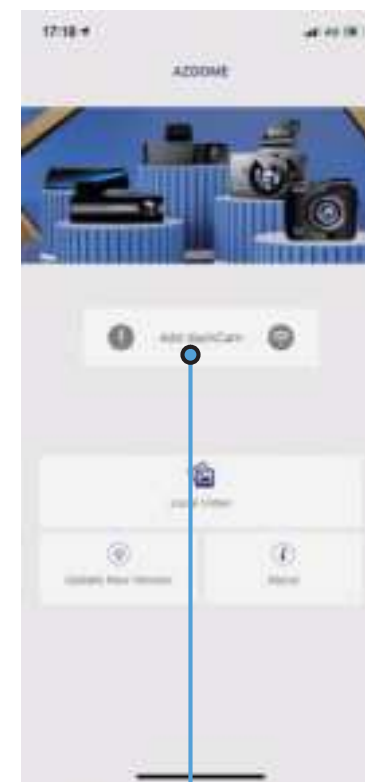 17:18
AZDOME
Add DashCam
Local Video
Update New Version
About